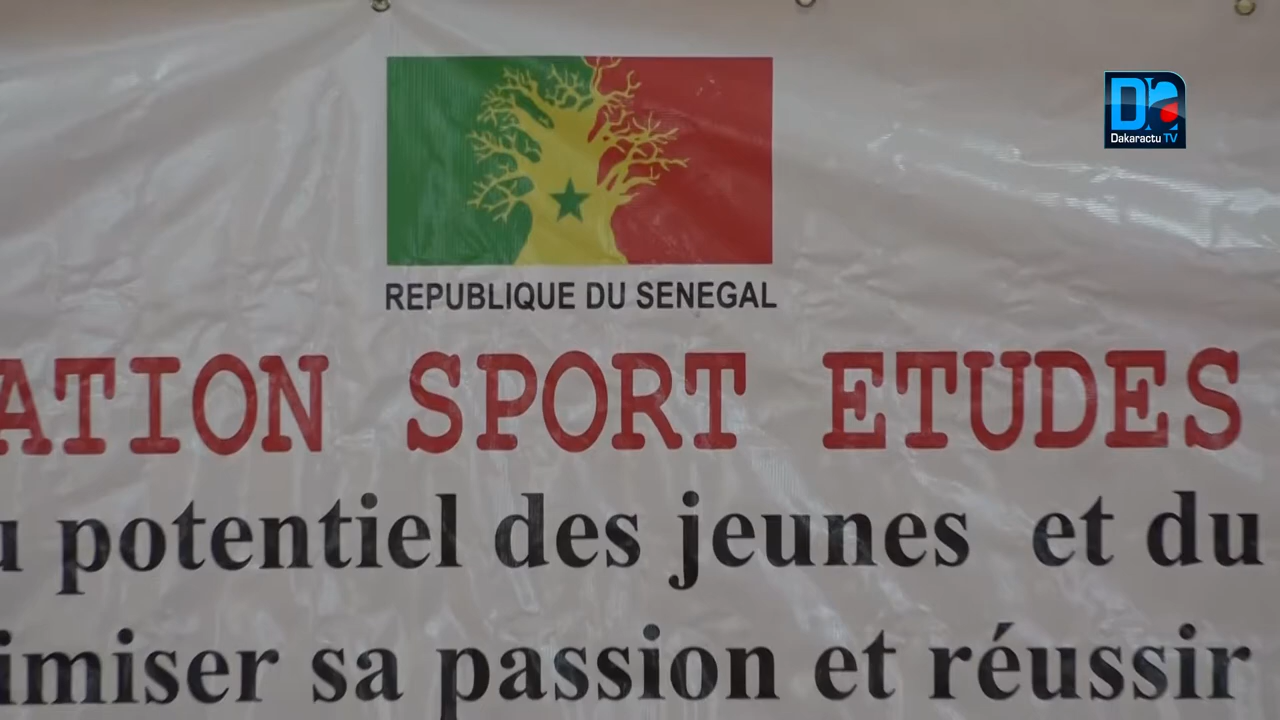 Dakaractu TV
REPUBLIQUE DU SENEGAL
ATION SPORT ETUDES
u potentiel des jeunes et du
imiser sa passion et réussir